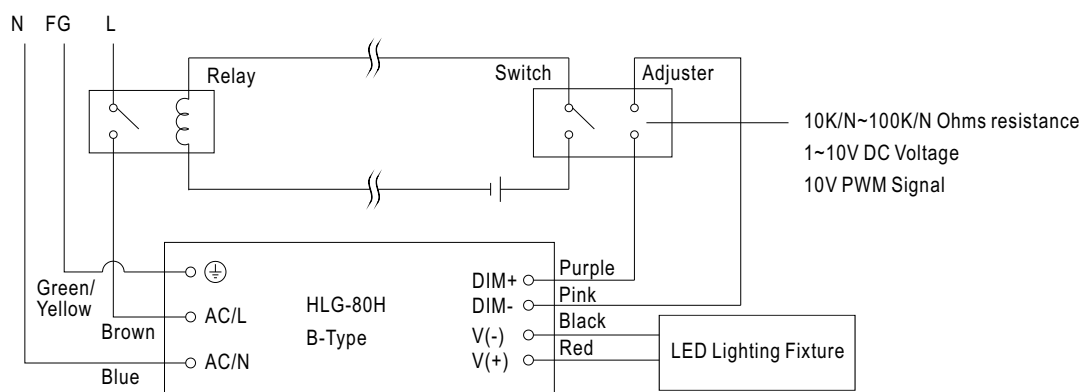 N FG L
Relay
Switch
Adjuster
10K/N~100K/N Ohms resistance
1~10V DC Voltage
10V PWM Signal
Green/
Yellow
Brown
Blue
AC/L
AC/N
HLG-80H
B-Type
DIM+
DIM-
V(-)
V(+)
Purple
Pink
Black
Red
LED Lighting Fixture